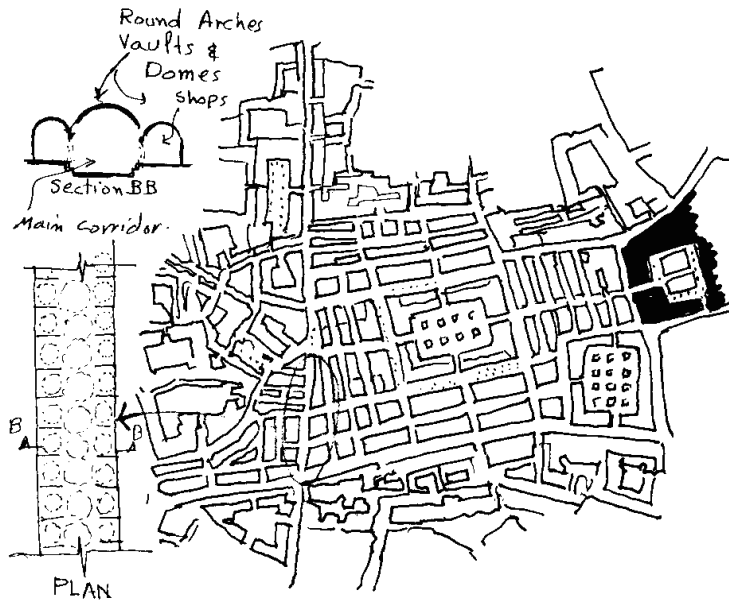 Round Arches
Vaults &
Domes
Shops
Section BB
Main corridor.
B
B
PLAN